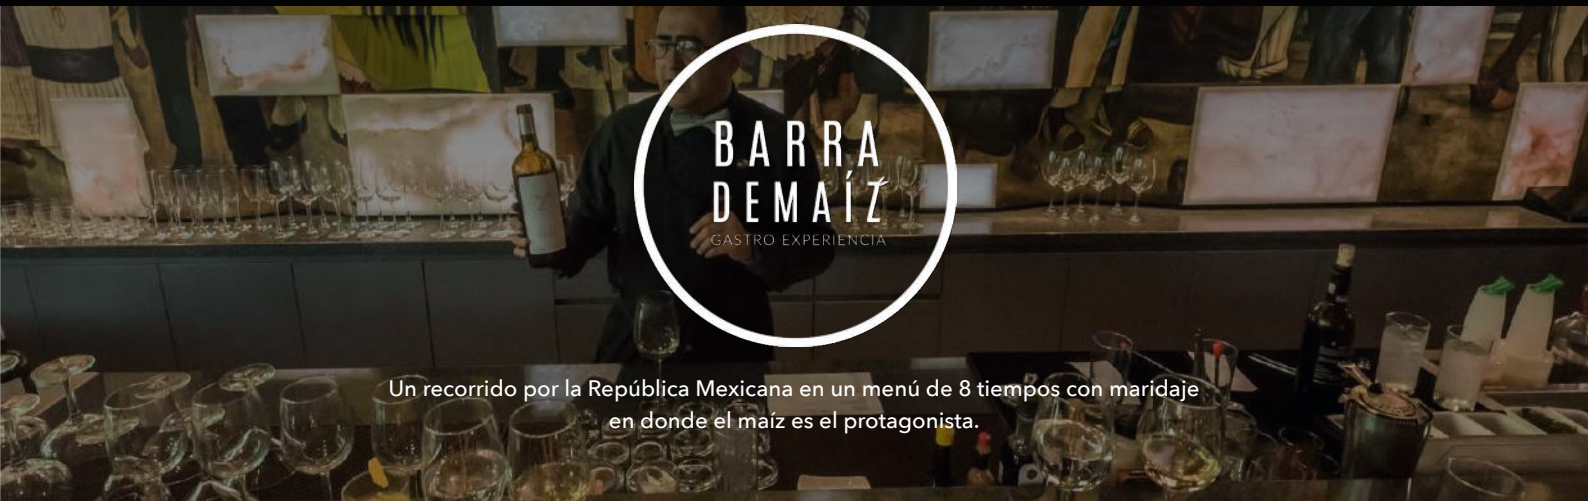 BARRA
DEMAÍZ
GASTRO EXPERIENCIA
Un recorrido por la República Mexicana en un menú de 8 tiempos con maridaje
en donde el maíz es el protagonista.